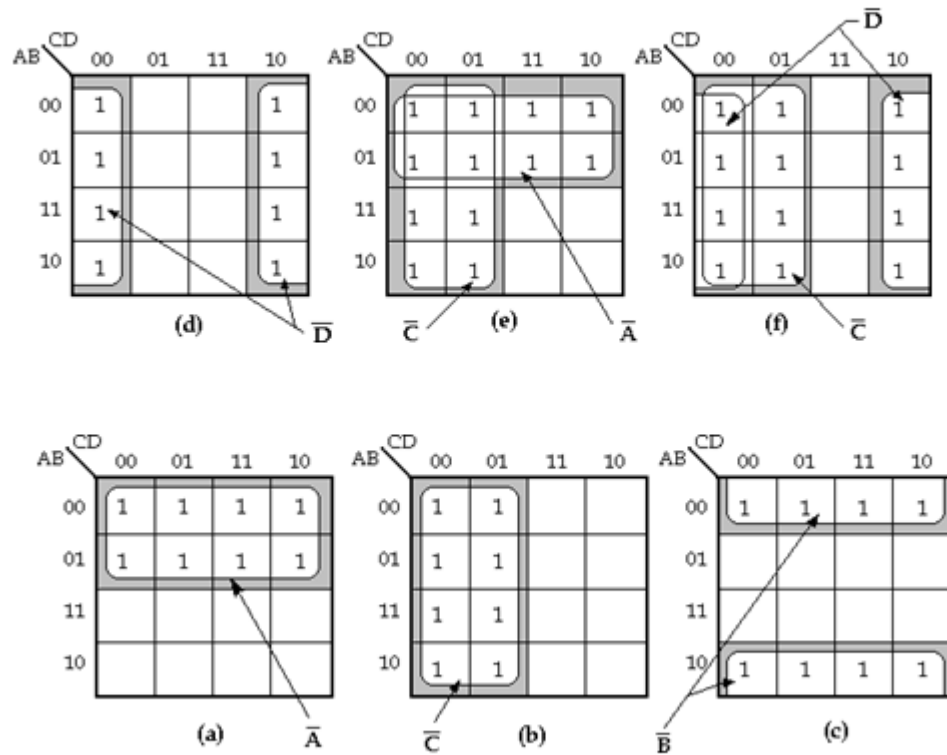 D̅
CD CD CD
AB 00 01 11 10 AB 00 01 11 10 AB 00 01 11 10
00 1 1 00 1 1 1 1 00 1 1 1
01 1 1 01 1 1 1 1 01 1 1 1
11 1 1 11 1 1 11 1 1 1
10 1 1 10 1 1 10 1 1 1
(d) D̅ C̅ (e) A̅ (f) C̅
CD CD CD
AB 00 01 11 10 AB 00 01 11 10 AB 00 01 11 10
00 1 1 1 1 00 1 1 00 1 1 1 1
01 1 1 1 1 01 1 1 01
11 11 1 1 11
10 10 1 1 10 1 1 1 1
(a) A̅ C̅ (b) B̅ (c)